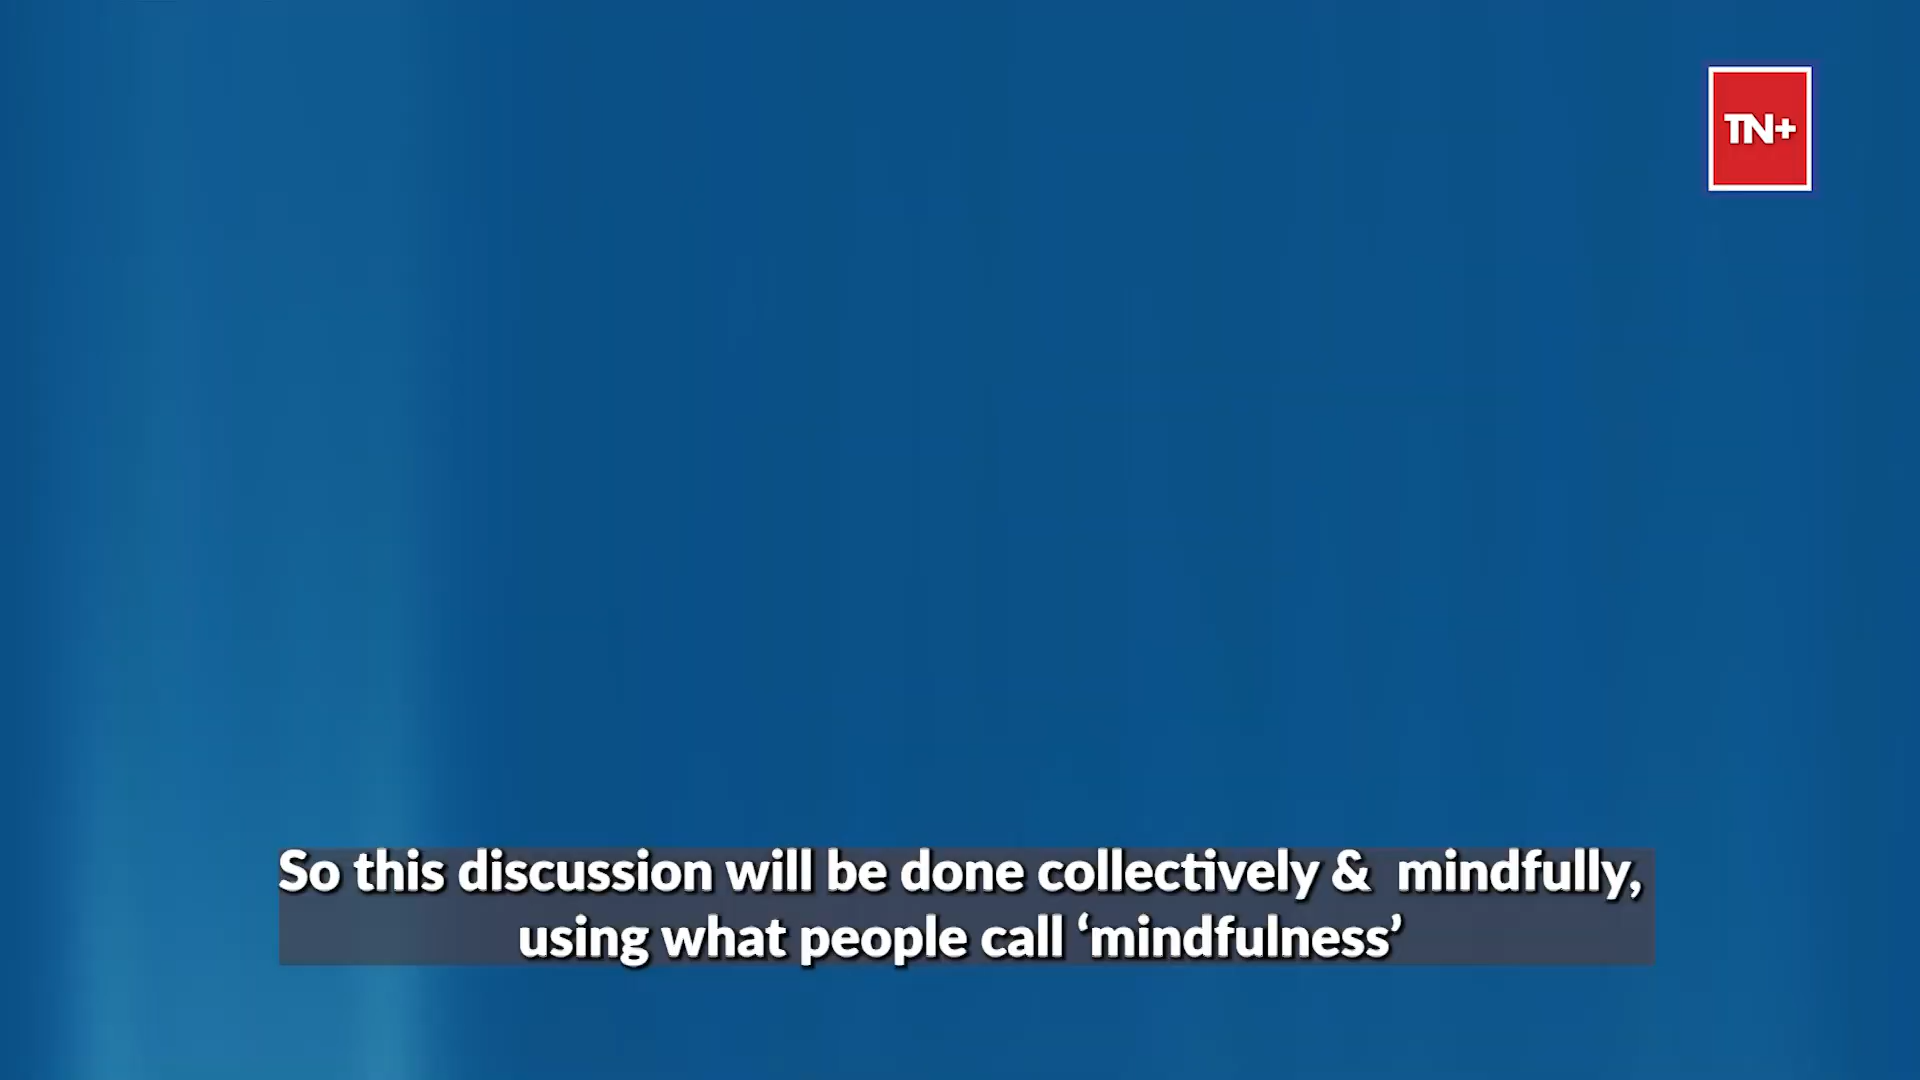 TN+
So this discussion will be done collectively &  mindfully,
using what people call ‘mindfulness’